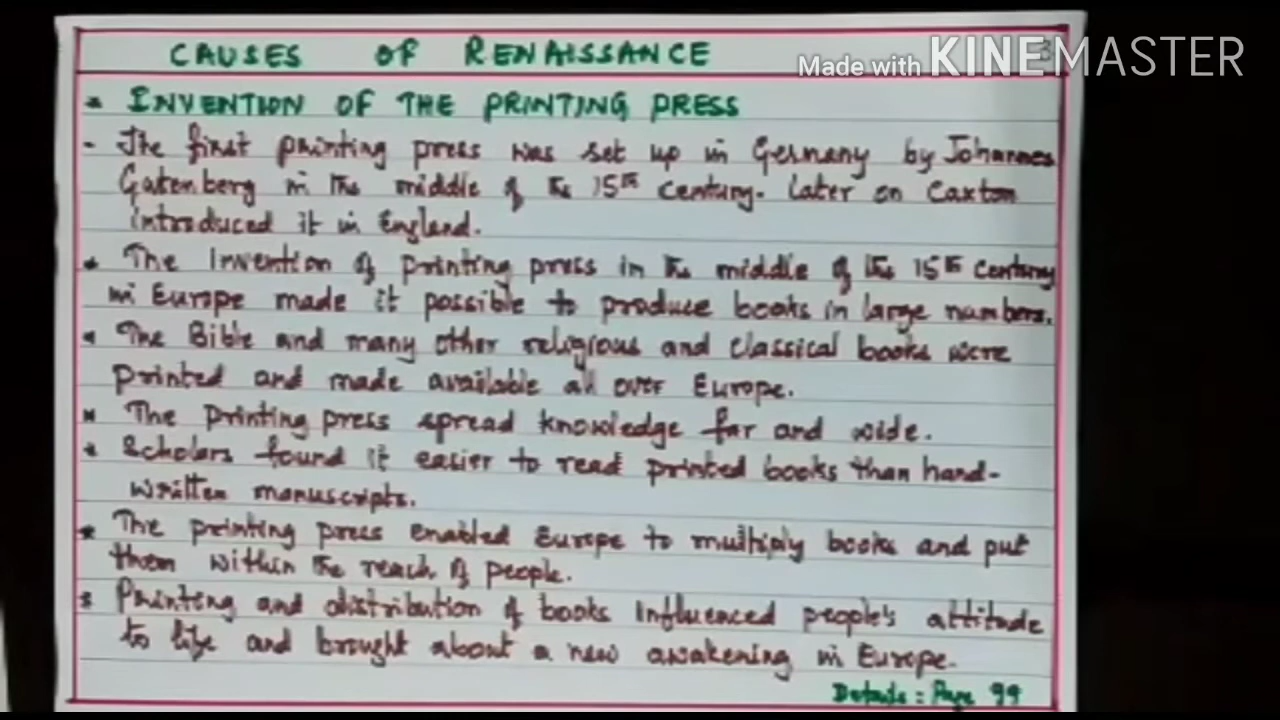 CAUSES OF RENAISSANCE
Made with KINEMASTER
* INVENTION OF THE PRINTING PRESS
- The first printing press was set up in Germany by Johannes
Gutenberg in the middle of the 15th century. Later on Caxton
introduced it in England.
* The Invention of printing press in the middle of the 15th century
in Europe made it possible to produce books in large numbers.
* The Bible and many other religious and classical books were
printed and made available all over Europe.
* The printing press spread knowledge far and wide.
* Scholars found it easier to read printed books than hand-
written manuscripts.
* The printing press enabled Europe to multiply books and put
them within the reach of people.
* Printing and distribution of books influenced people's attitude
to life and brought about a new awakening in Europe.
Details: Page 99